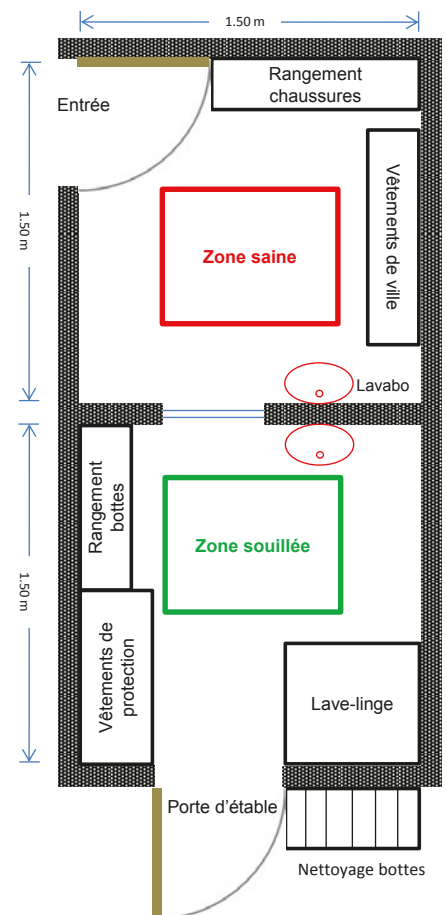 1.50 m
Rangement
chaussures
Entrée
1.50 m
Vêtements de ville
Zone saine
Lavabo
Rangement
bottes
Zone souillée
1.50 m
Vêtements de
protection
Lave-linge
Porte d'étable
Nettoyage bottes